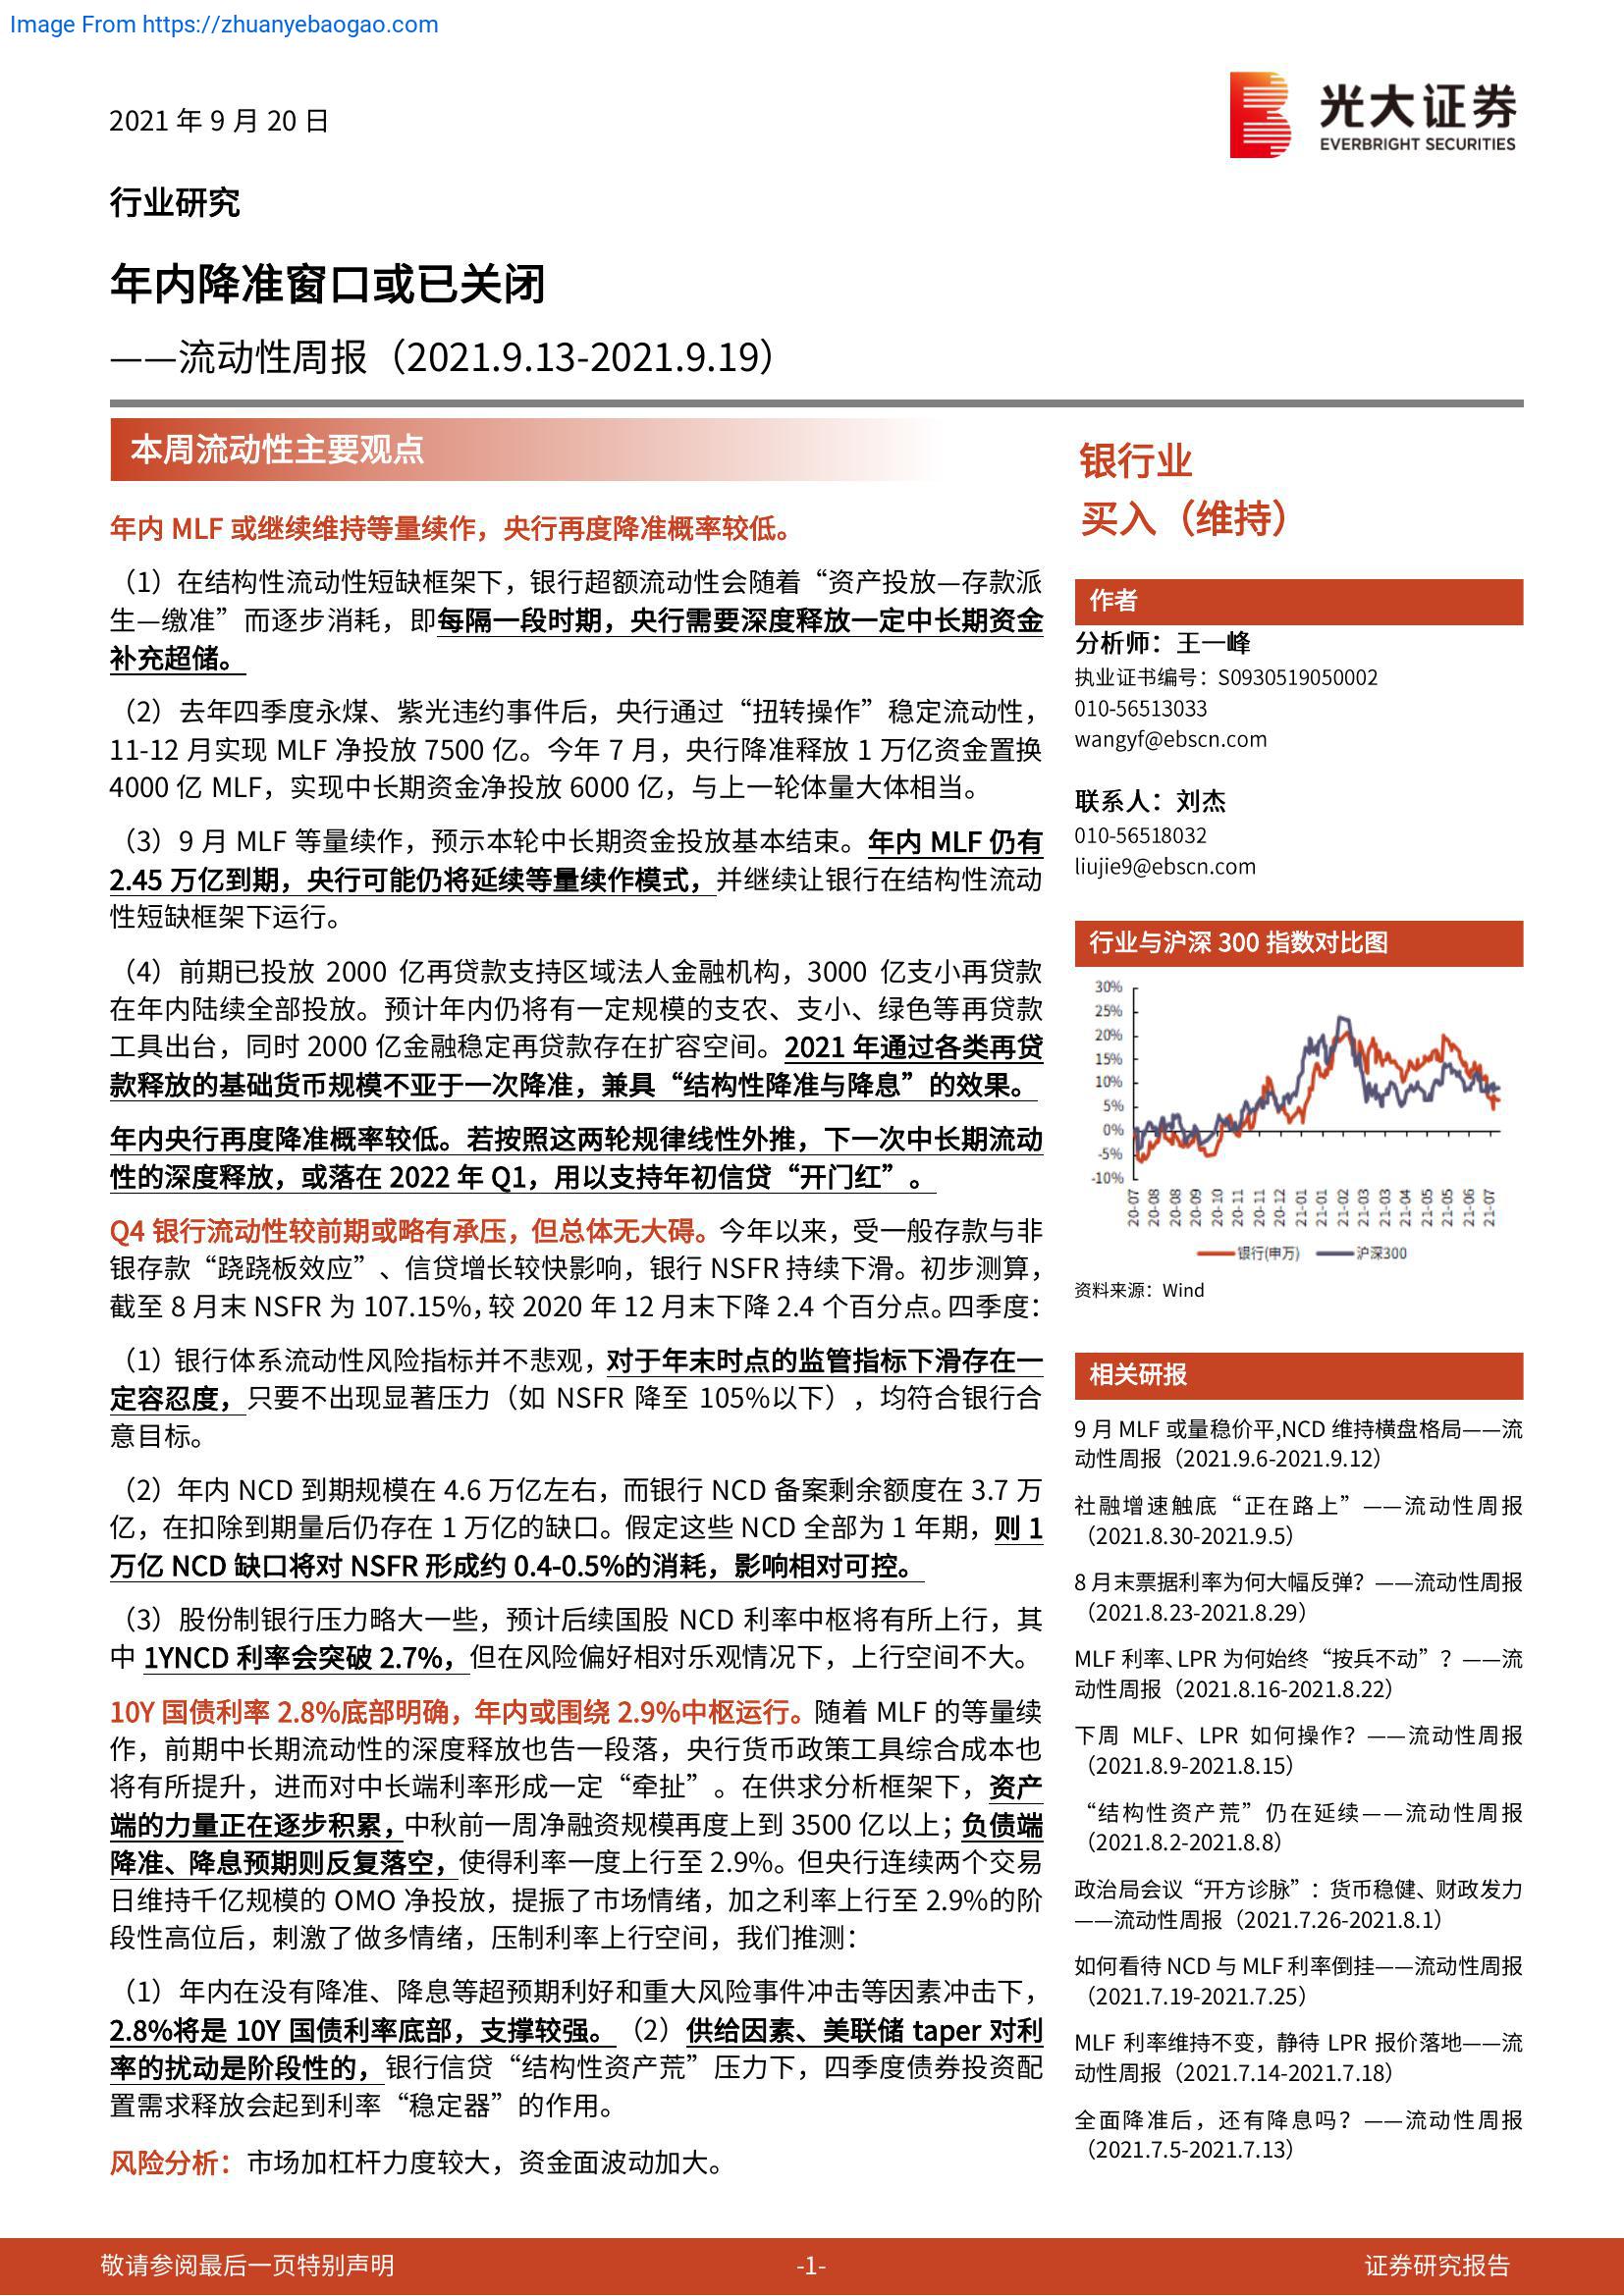 Image From https://zhuanyebaogao.com
2021 年 9 月 20 日
光大证券
EVERBRIGHT SECURITIES
行业研究
年内降准窗口或已关闭
——流动性周报（2021.9.13-2021.9.19）
本周流动性主要观点
年内 MLF 或继续维持等量续作，央行再度降准概率较低。
（1）在结构性流动性短缺框架下，银行超额流动性会随着“资产投放—存款派
生—缴准”而逐步消耗，即每隔一段时期，央行需要深度释放一定中长期资金
补充超储。
（2）去年四季度永煤、紫光违约事件后，央行通过“扭转操作”稳定流动性，
11-12 月实现 MLF 净投放 7500 亿。今年 7 月，央行降准释放 1 万亿资金置换
4000 亿 MLF，实现中长期资金净投放 6000 亿，与上一轮体量大体相当。
（3）9 月 MLF 等量续作，预示本轮中长期资金投放基本结束。年内 MLF 仍有
2.45 万亿到期，央行可能仍将延续等量续作模式，并继续让银行在结构性流动
性短缺框架下运行。
（4）前期已投放 2000 亿再贷款支持区域法人金融机构，3000 亿支小再贷款
在年内陆续全部投放。预计年内仍将有一定规模的支农、支小、绿色等再贷款
工具出台，同时 2000 亿金融稳定再贷款存在扩容空间。2021 年通过各类再贷
款释放的基础货币规模不亚于一次降准，兼具“结构性降准与降息”的效果。
年内央行再度降准概率较低。若按照这两轮规律线性外推，下一次中长期流动
性的深度释放，或落在 2022 年 Q1，用以支持年初信贷“开门红”。
Q4 银行流动性较前期或略有承压，但总体无大碍。今年以来，受一般存款与非
银存款“跷跷板效应”、信贷增长较快影响，银行 NSFR 持续下滑。初步测算，
截至 8 月末 NSFR 为 107.15%，较 2020 年 12 月末下降 2.4 个百分点。四季度：
（1）银行体系流动性风险指标并不悲观，对于年末时点的监管指标下滑存在一
定容忍度，只要不出现显著压力（如 NSFR 降至 105%以下），均符合银行合
意目标。
（2）年内 NCD 到期规模在 4.6 万亿左右，而银行 NCD 备案剩余额度在 3.7 万
亿，在扣除到期量后仍存在 1 万亿的缺口。假定这些 NCD 全部为 1 年期，则 1
万亿 NCD 缺口将对 NSFR 形成约 0.4-0.5%的消耗，影响相对可控。
（3）股份制银行压力略大一些，预计后续国股 NCD 利率中枢将有所上行，其
中 1YNCD 利率会突破 2.7%，但在风险偏好相对乐观情况下，上行空间不大。
10Y 国债利率 2.8%底部明确，年内或围绕 2.9%中枢运行。随着 MLF 的等量续
作，前期中长期流动性的深度释放也告一段落，央行货币政策工具综合成本也
将有所提升，进而对中长端利率形成一定“牵扯”。在供求分析框架下，资产
端的力量正在逐步积累，中秋前一周净融资规模再度上到 3500 亿以上；负债端
降准、降息预期则反复落空，使得利率一度上行至 2.9%。但央行连续两个交易
日维持千亿规模的 OMO 净投放，提振了市场情绪，加之利率上行至 2.9%的阶
段性高位后，刺激了做多情绪，压制利率上行空间，我们推测：
（1）年内在没有降准、降息等超预期利好和重大风险事件冲击等因素冲击下，
2.8%将是 10Y 国债利率底部，支撑较强。（2）供给因素、美联储 taper 对利
率的扰动是阶段性的，银行信贷“结构性资产荒”压力下，四季度债券投资配
置需求释放会起到利率“稳定器”的作用。
风险分析：市场加杠杆力度较大，资金面波动加大。
银行业
买入（维持）
作者
分析师：王一峰
执业证书编号：S0930519050002
010-56513033
wangyf@ebscn.com
联系人：刘杰
010-56518032
liujie9@ebscn.com
行业与沪深 300 指数对比图
30%
25%
20%
15%
10%
5%
0%
-5%
-10%
20-07 20-08 20-08 20-09 20-10 20-11 20-11 20-12 21-01 21-01 21-02 21-03 21-03 21-04 21-05 21-05 21-06 21-07
银行(申万) 沪深300
资料来源：Wind
相关研报
9 月 MLF 或量稳价平,NCD 维持横盘格局——流
动性周报（2021.9.6-2021.9.12）
社融增速触底“正在路上”——流动性周报
（2021.8.30-2021.9.5）
8 月末票据利率为何大幅反弹？——流动性周报
（2021.8.23-2021.8.29）
MLF 利率、LPR 为何始终“按兵不动”？——流
动性周报（2021.8.16-2021.8.22）
下周 MLF、LPR 如何操作？——流动性周报
（2021.8.9-2021.8.15）
“结构性资产荒”仍在延续——流动性周报
（2021.8.2-2021.8.8）
政治局会议“开方诊脉”：货币稳健、财政发力
——流动性周报（2021.7.26-2021.8.1）
如何看待 NCD 与 MLF 利率倒挂——流动性周报
（2021.7.19-2021.7.25）
MLF 利率维持不变，静待 LPR 报价落地——流
动性周报（2021.7.14-2021.7.18）
全面降准后，还有降息吗？——流动性周报
（2021.7.5-2021.7.13）
敬请参阅最后一页特别声明
-1-
证券研究报告